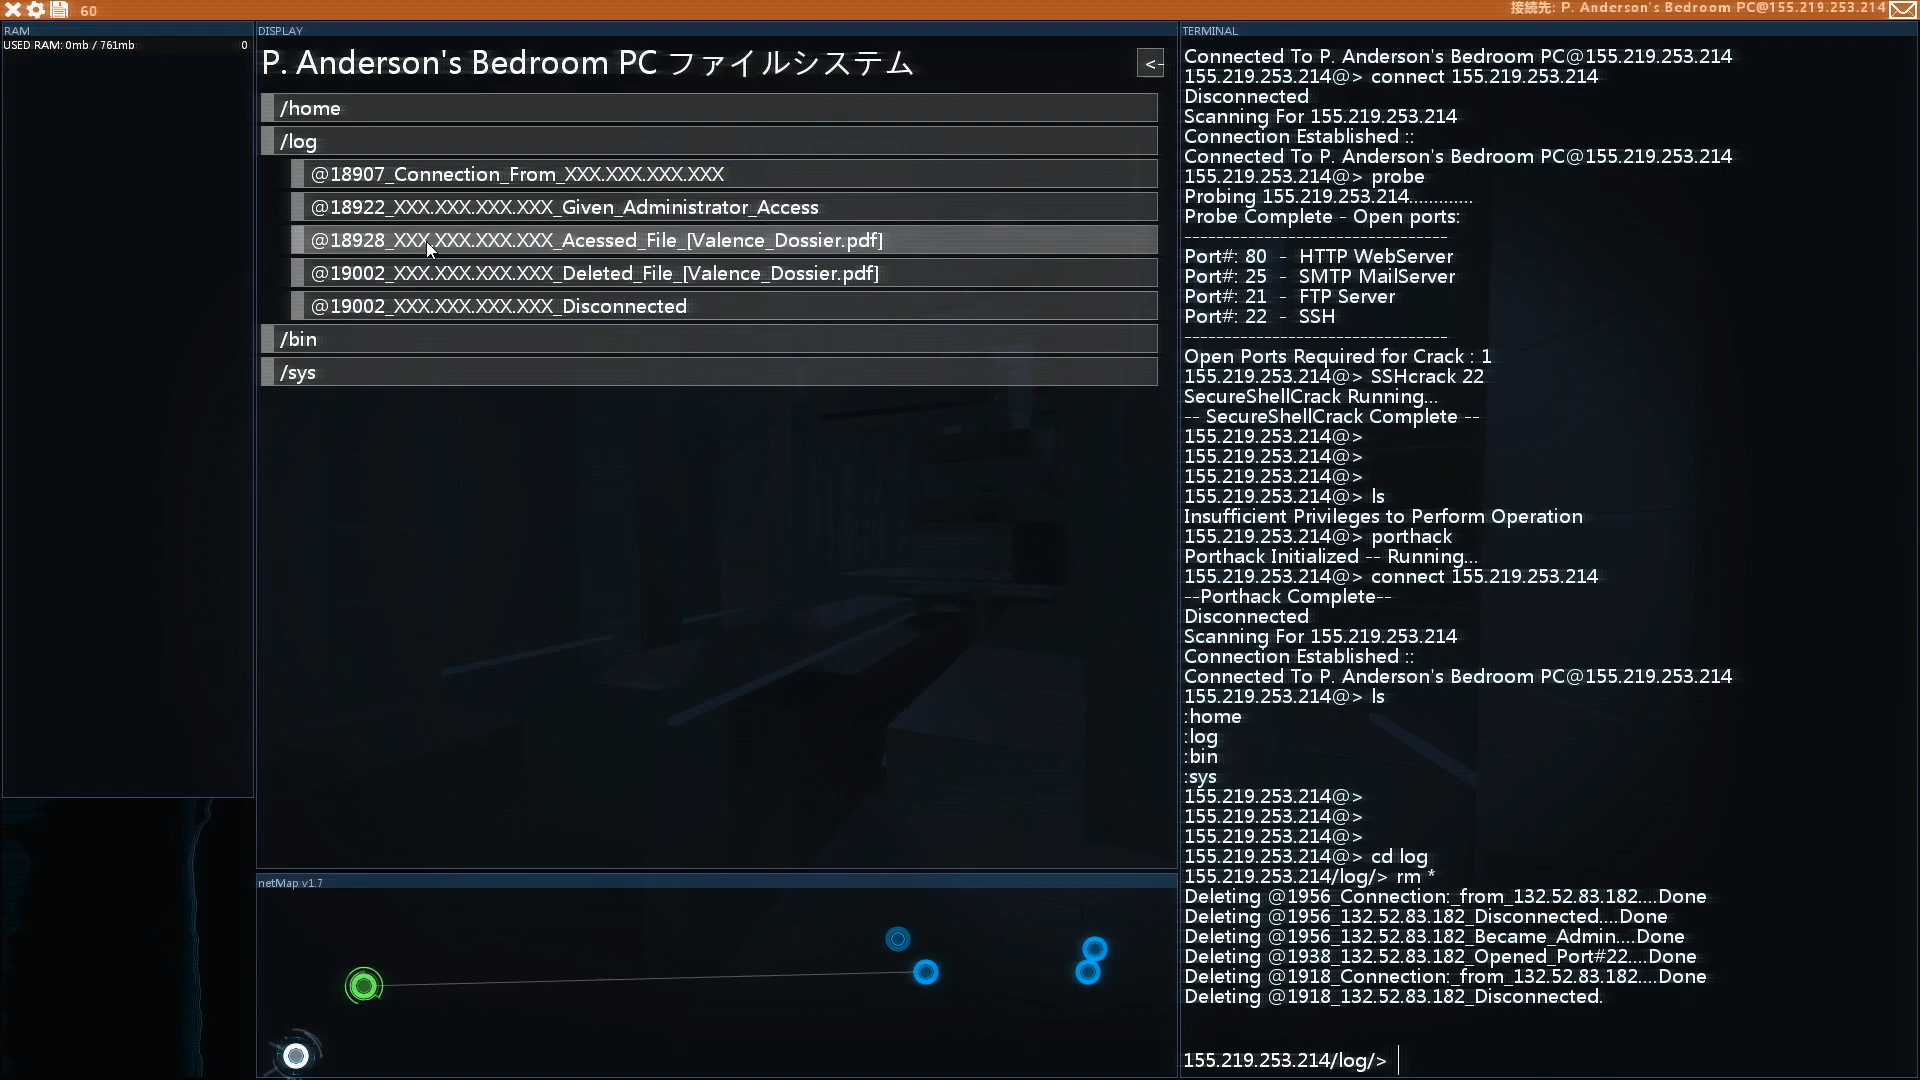 60
接続先: P. Anderson's Bedroom PC@155.219.253.214
RAM
USED RAM: 0mb / 761mb
0
DISPLAY
P. Anderson's Bedroom PC ファイルシステム
<-
/home
/log
@18907_Connection_From_XXX.XXX.XXX.XXX
@18922_XXX.XXX.XXX.XXX_Given_Administrator_Access
@18928_XXX.XXX.XXX.XXX_Acessed_File_[Valence_Dossier.pdf]
@19002_XXX.XXX.XXX.XXX_Deleted_File_[Valence_Dossier.pdf]
@19002_XXX.XXX.XXX.XXX_Disconnected
/bin
/sys
netMap v1.7
TERMINAL
Connected To P. Anderson's Bedroom PC@155.219.253.214
155.219.253.214@> connect 155.219.253.214
Disconnected
Scanning For 155.219.253.214
Connection Established ::
Connected To P. Anderson's Bedroom PC@155.219.253.214
155.219.253.214@> probe
Probing 155.219.253.214.............
Probe Complete - Open ports:
---------------------------------
Port#: 80 - HTTP WebServer
Port#: 25 - SMTP MailServer
Port#: 21 - FTP Server
Port#: 22 - SSH
---------------------------------
Open Ports Required for Crack : 1
155.219.253.214@> SSHcrack 22
SecureShellCrack Running...
-- SecureShellCrack Complete --
155.219.253.214@>
155.219.253.214@>
155.219.253.214@>
155.219.253.214@> ls
Insufficient Privileges to Perform Operation
155.219.253.214@> porthack
Porthack Initialized -- Running...
155.219.253.214@> connect 155.219.253.214
--Porthack Complete--
Disconnected
Scanning For 155.219.253.214
Connection Established ::
Connected To P. Anderson's Bedroom PC@155.219.253.214
155.219.253.214@> ls
:home
:log
:bin
:sys
155.219.253.214@>
155.219.253.214@>
155.219.253.214@>
155.219.253.214@> cd log
155.219.253.214/log/> rm *
Deleting @1956_Connection:_from_132.52.83.182....Done
Deleting @1956_132.52.83.182_Disconnected....Done
Deleting @1956_132.52.83.182_Became_Admin....Done
Deleting @1938_132.52.83.182_Opened_Port#22....Done
Deleting @1918_Connection:_from_132.52.83.182....Done
Deleting @1918_132.52.83.182_Disconnected.
155.219.253.214/log/>